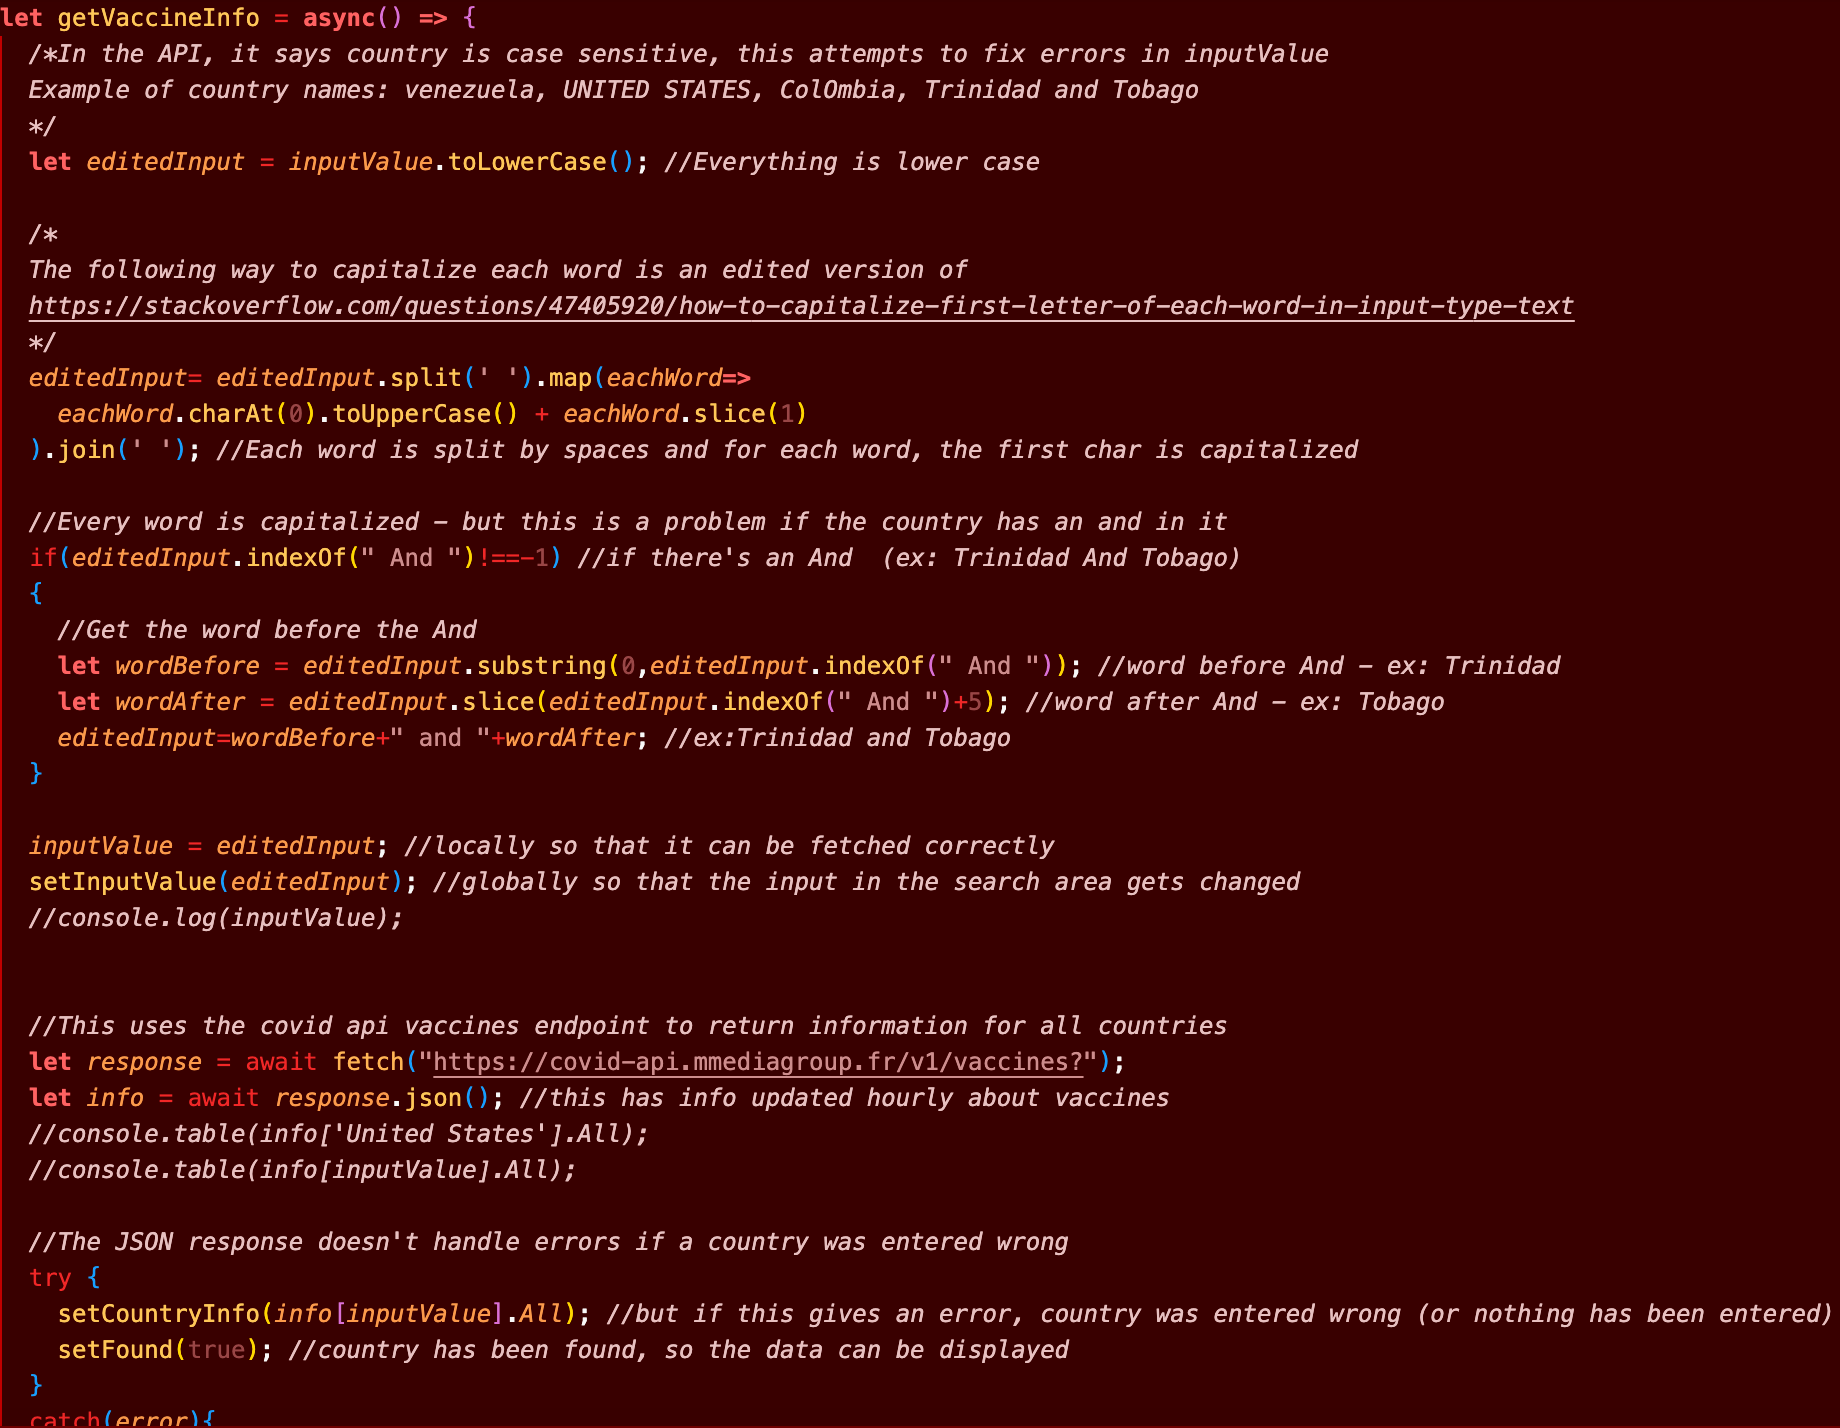 let getVaccineInfo = async() => {
/*In the API, it says country is case sensitive, this attempts to fix errors in inputValue
Example of country names: venezuela, UNITED STATES, ColOmbia, Trinidad and Tobago
*/
let editedInput = inputValue.toLowerCase(); //Everything is lower case
/*
The following way to capitalize each word is an edited version of
https://stackoverflow.com/questions/47405920/how-to-capitalize-first-letter-of-each-word-in-input-type-text
*/
editedInput= editedInput.split(' ').map(eachWord=>
eachWord.charAt(0).toUpperCase() + eachWord.slice(1)
).join(' '); //Each word is split by spaces and for each word, the first char is capitalized
//Every word is capitalized - but this is a problem if the country has an and in it
if(editedInput.indexOf(" And ")!==-1) //if there's an And  (ex: Trinidad And Tobago)
{
//Get the word before the And
let wordBefore = editedInput.substring(0,editedInput.indexOf(" And ")); //word before And - ex: Trinidad
let wordAfter = editedInput.slice(editedInput.indexOf(" And ")+5); //word after And - ex: Tobago
editedInput=wordBefore+" and "+wordAfter; //ex:Trinidad and Tobago
}
inputValue = editedInput; //locally so that it can be fetched correctly
setInputValue(editedInput); //globally so that the input in the search area gets changed
//console.log(inputValue);
//This uses the covid api vaccines endpoint to return information for all countries
let response = await fetch("https://covid-api.mmediagroup.fr/v1/vaccines?");
let info = await response.json(); //this has info updated hourly about vaccines
//console.table(info['United States'].All);
//console.table(info[inputValue].All);
//The JSON response doesn't handle errors if a country was entered wrong
try {
setCountryInfo(info[inputValue].All); //but if this gives an error, country was entered wrong (or nothing has been entered)
setFound(true); //country has been found, so the data can be displayed
}
catch(error){